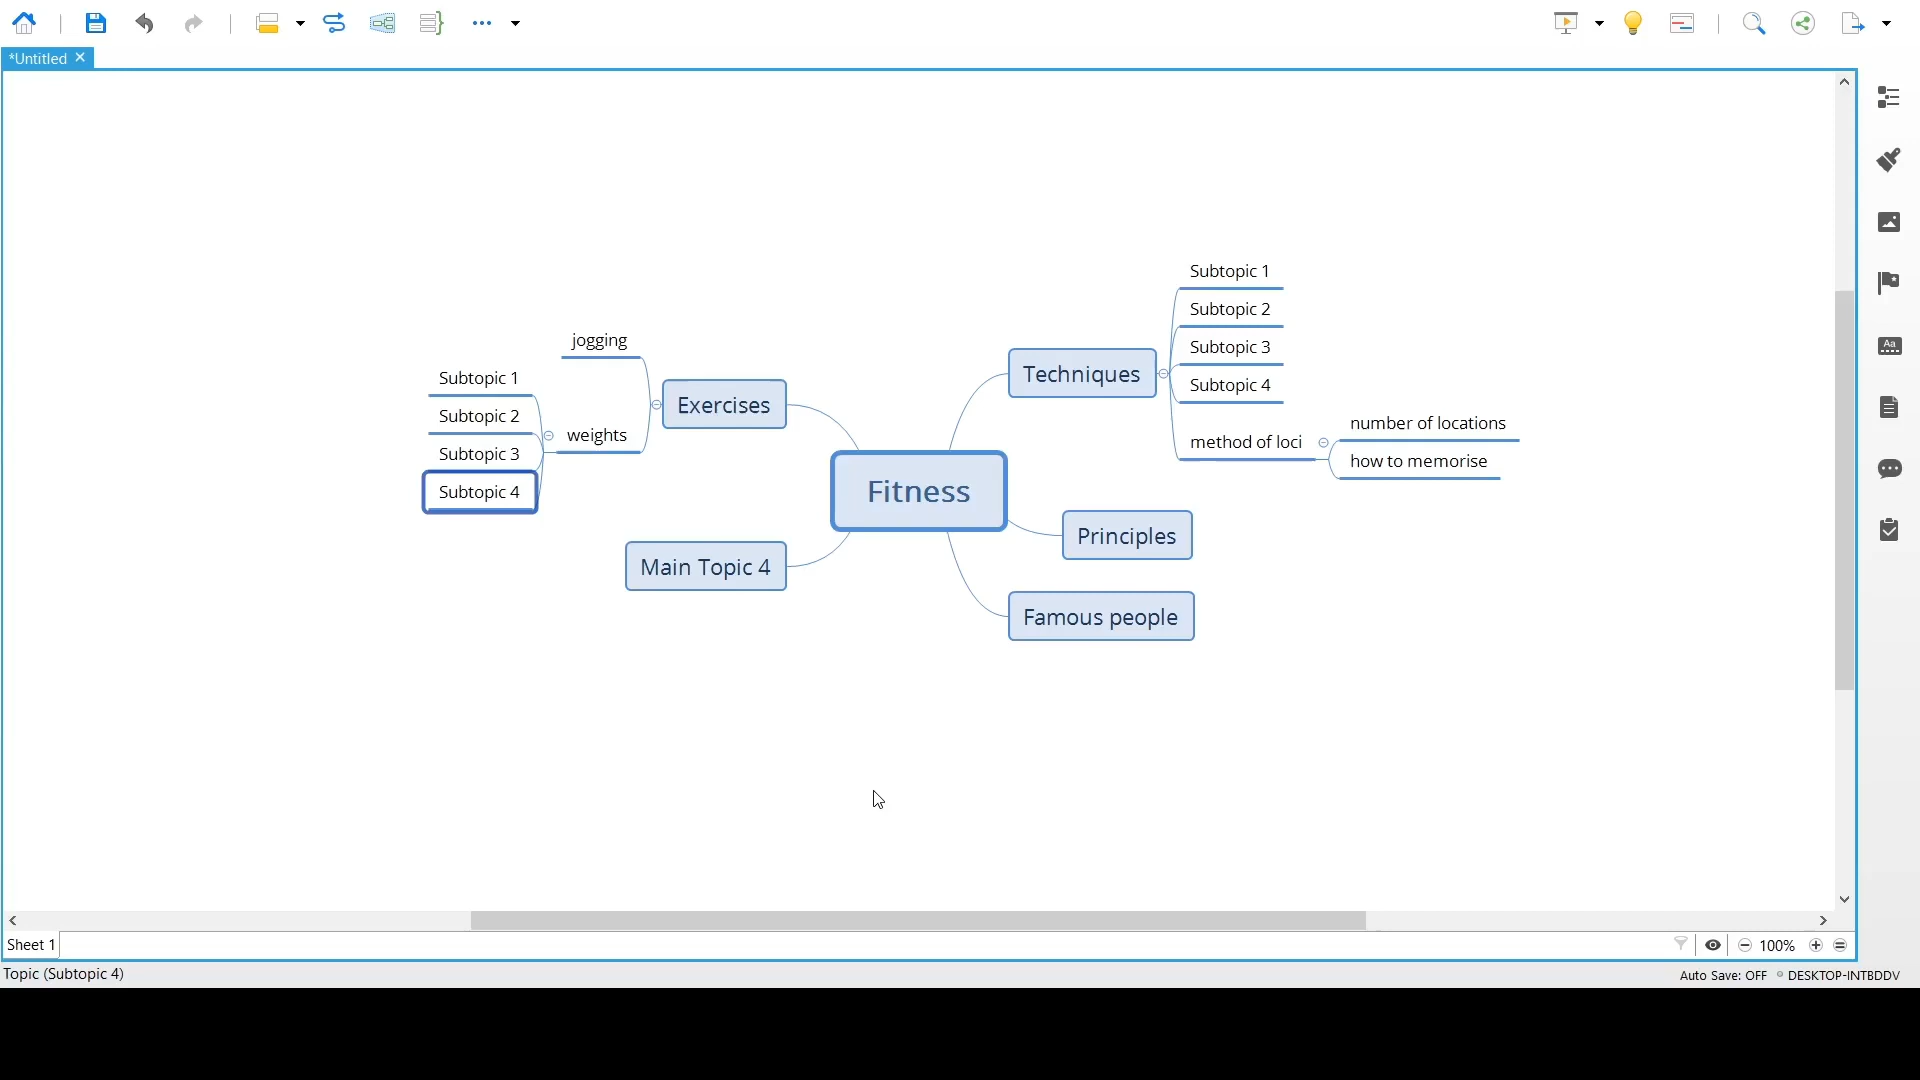 *Untitled
Subtopic 1
Subtopic 2
Subtopic 3
Subtopic 4
method of loci
number of locations
how to memorise
Techniques
jogging
Exercises
weights
Subtopic 1
Subtopic 2
Subtopic 3
Subtopic 4
Fitness
Principles
Main Topic 4
Famous people
Aa
Sheet 1
100%
Topic (Subtopic 4)
Auto Save: OFF
DESKTOP-INTBDDV